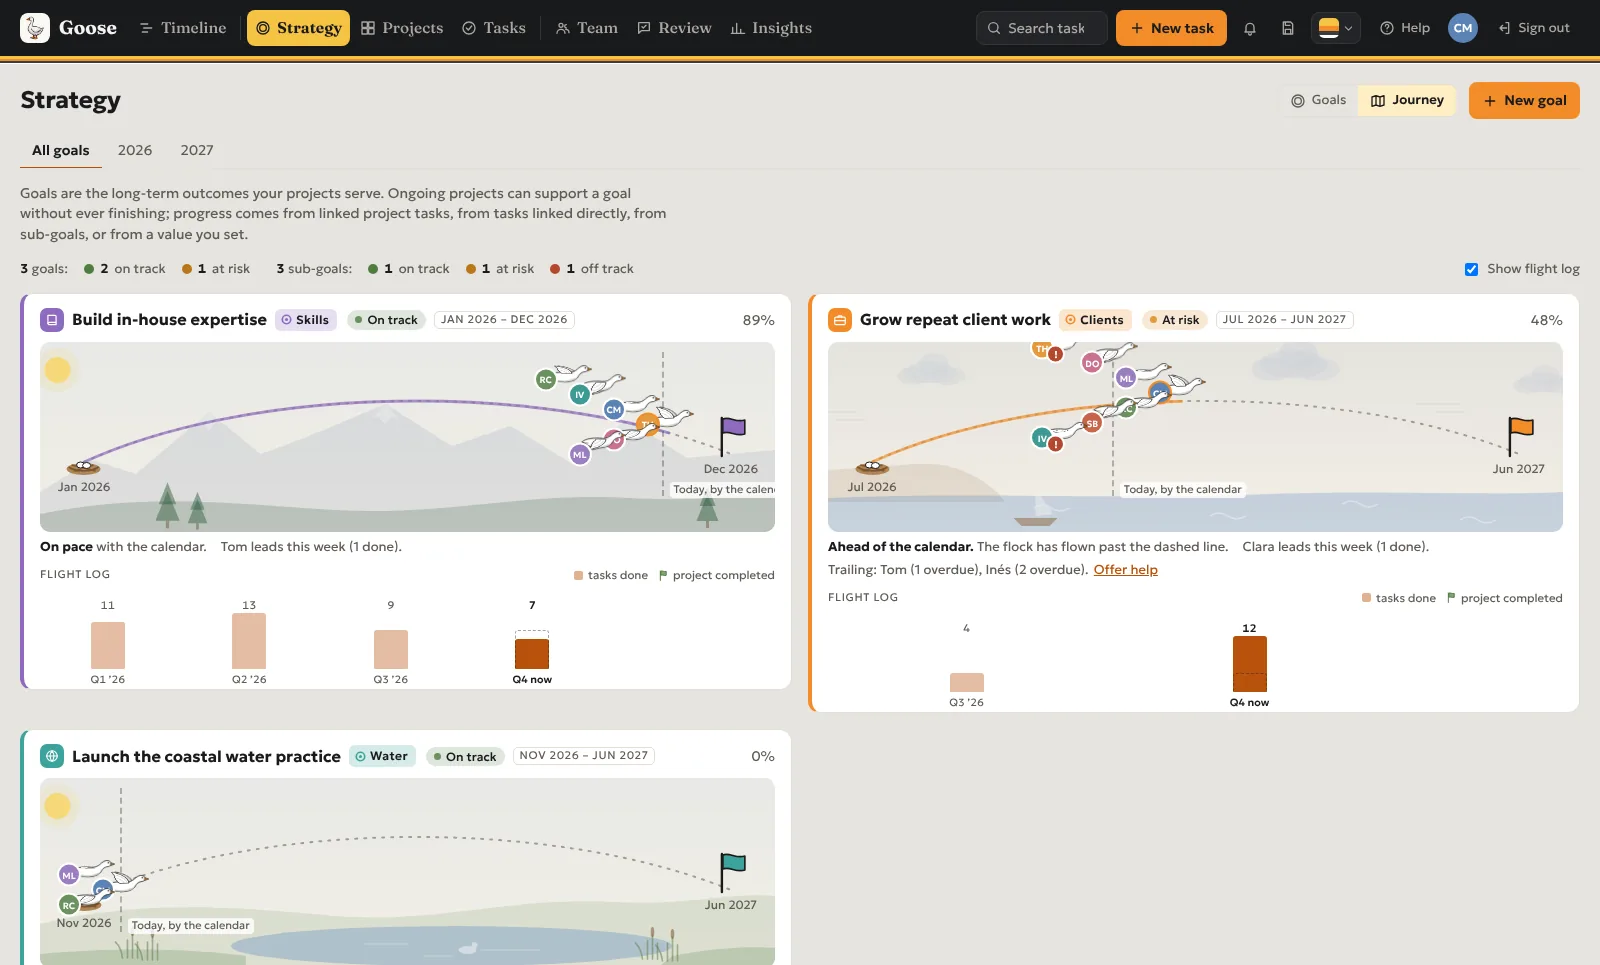 Goose
Timeline
Strategy
Projects
Tasks
Team
Review
Insights
Search task
+ New task
Help
CM
Sign out
Strategy
Goals
Journey
+ New goal
All goals
2026
2027
Goals are the long-term outcomes your projects serve. Ongoing projects can support a goal
without ever finishing; progress comes from linked project tasks, from tasks linked directly, from
sub-goals, or from a value you set.
3 goals: 2 on track 1 at risk 3 sub-goals: 1 on track 1 at risk 1 off track
Show flight log
Build in-house expertise
Skills
On track
JAN 2026 – DEC 2026
89%
RC
IV
CM
ML
Jan 2026
Dec 2026
Today, by the calen
On pace with the calendar. Tom leads this week (1 done).
FLIGHT LOG
tasks done
project completed
11
13
9
7
Q1 '26
Q2 '26
Q3 '26
Q4 now
Grow repeat client work
Clients
At risk
JUL 2026 – JUN 2027
48%
TH
!
DO
ML
SB
IV
!
Jul 2026
Jun 2027
Today, by the calendar
Ahead of the calendar. The flock has flown past the dashed line. Clara leads this week (1 done).
Trailing: Tom (1 overdue), Inés (2 overdue). Offer help
FLIGHT LOG
tasks done
project completed
4
12
Q3 '26
Q4 now
Launch the coastal water practice
Water
On track
NOV 2026 – JUN 2027
0%
ML
RC
Nov 2026
Jun 2027
Today, by the calendar